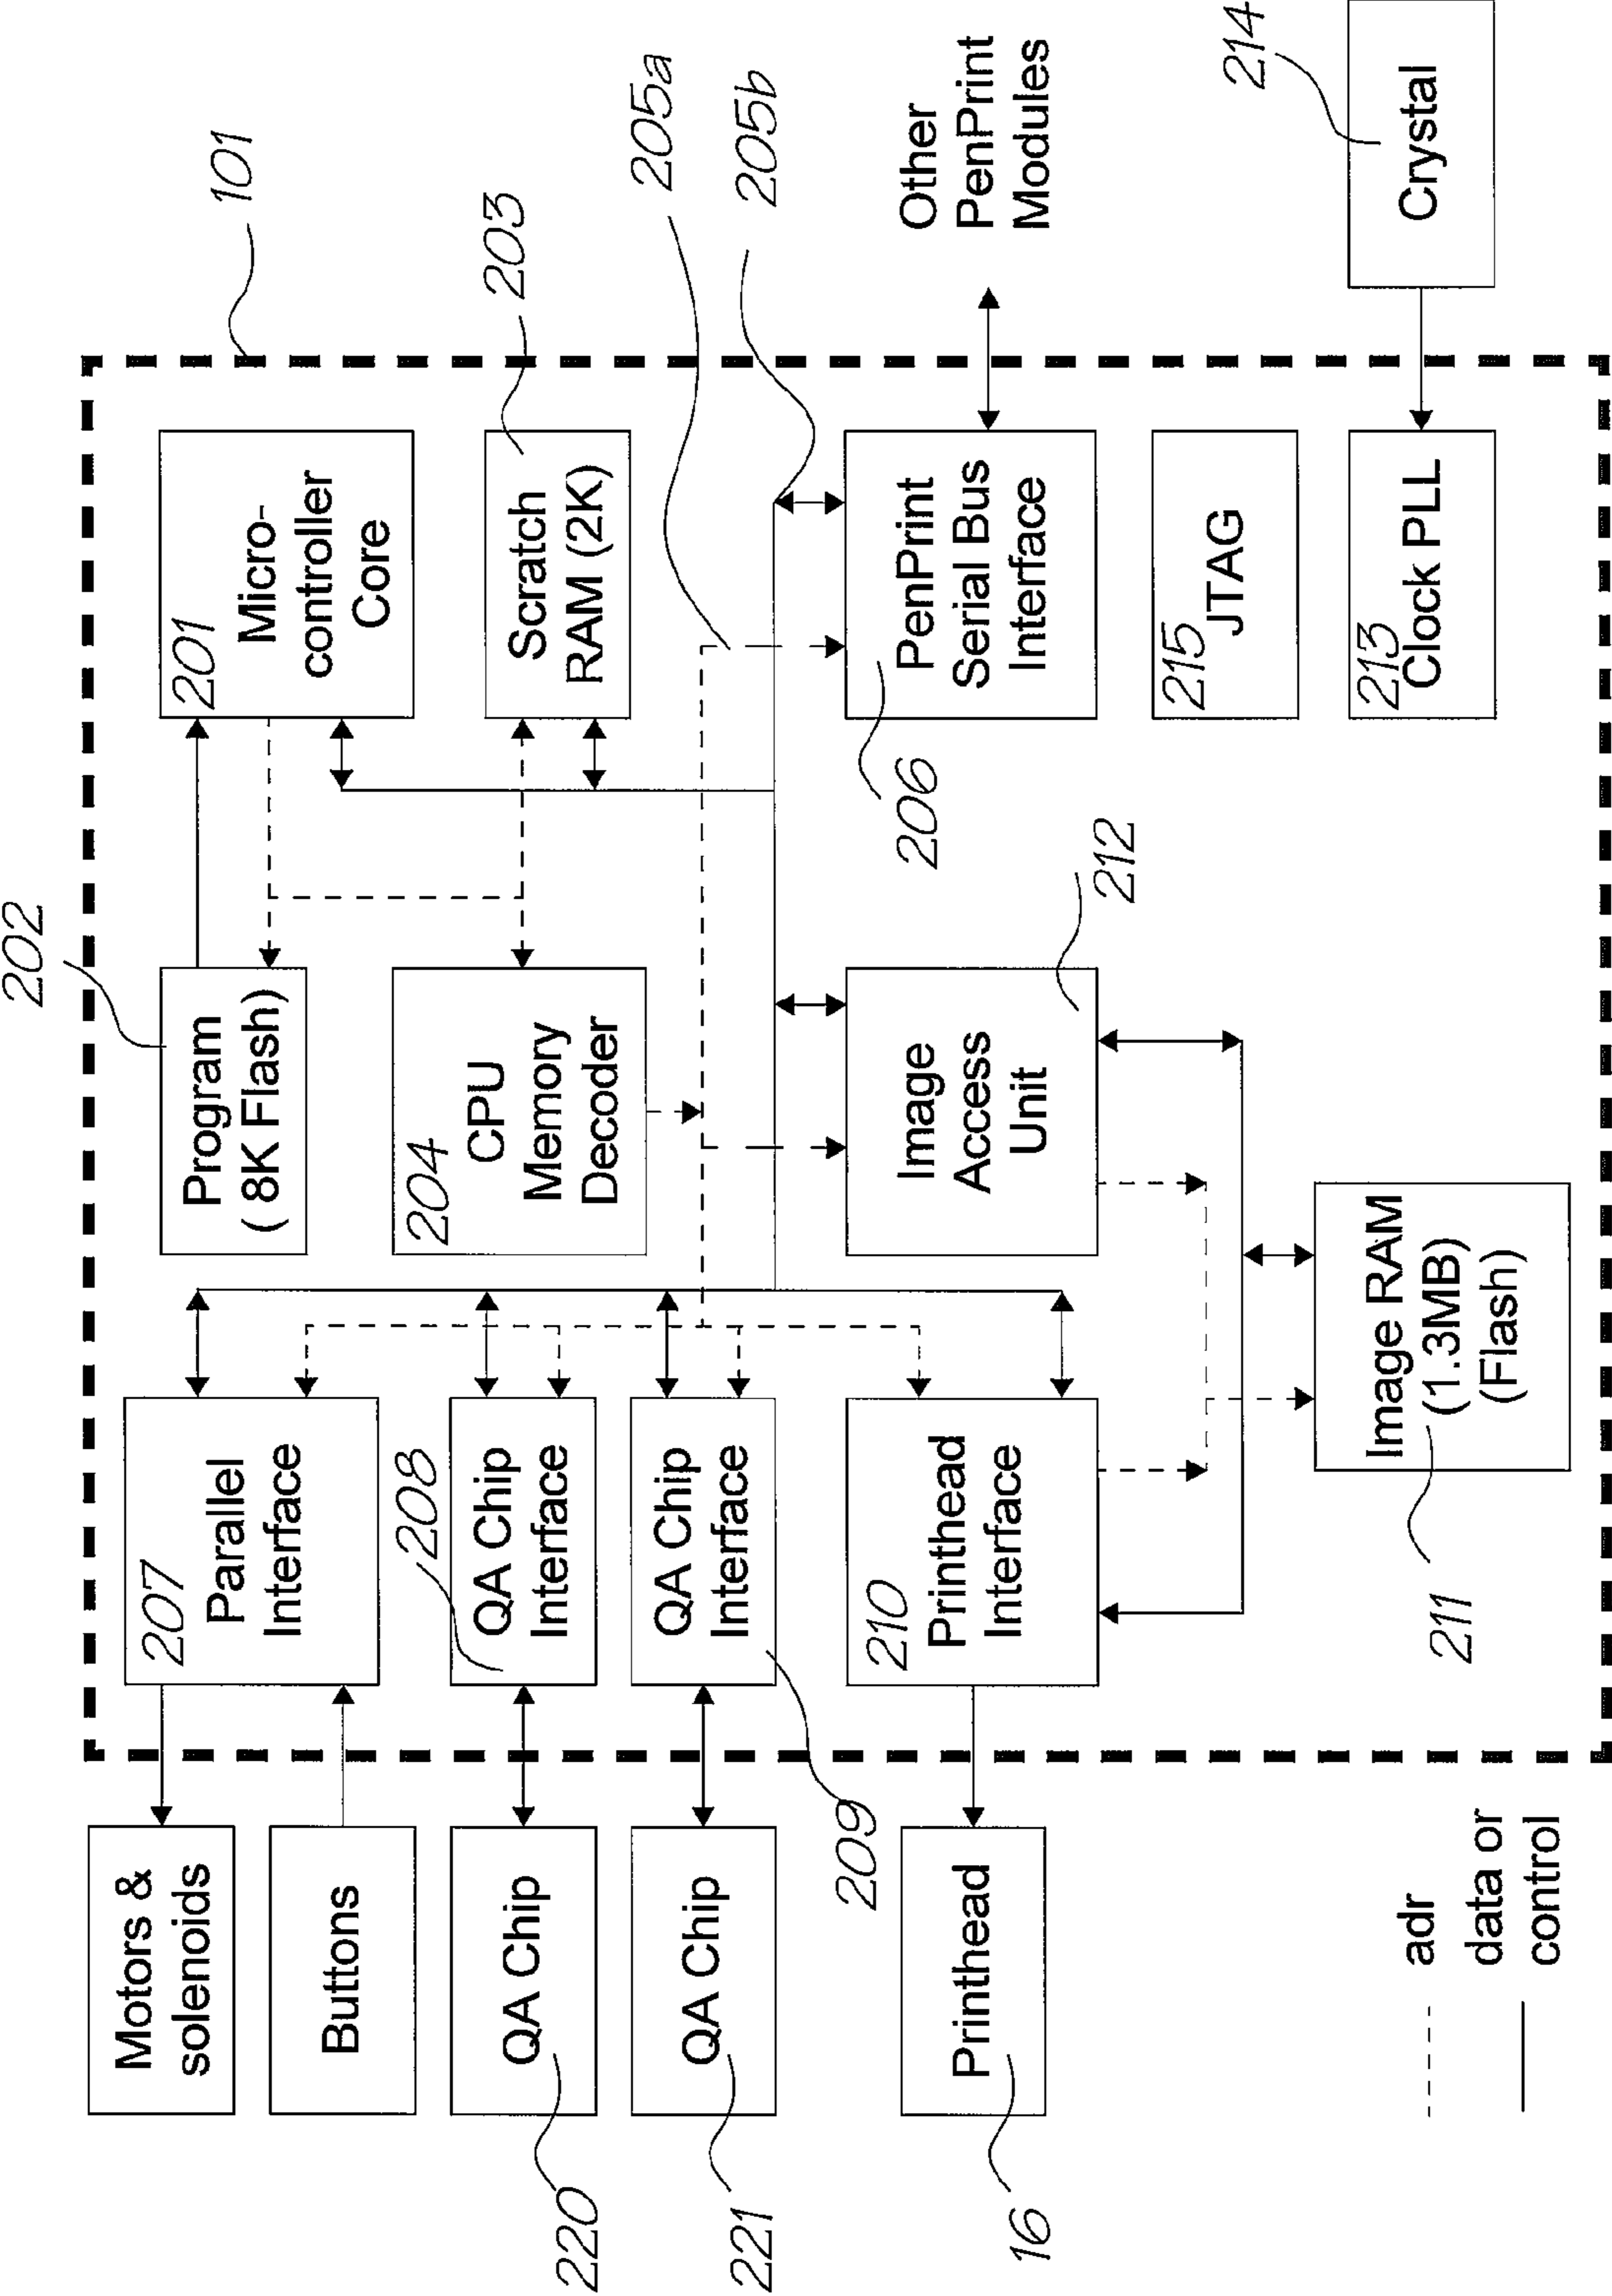 202
101
Motors &
solenoids
207
Parallel
Interface
Program
( 8K Flash)
201
Micro-
controller
Core
Buttons
203
208
QA Chip
QA Chip
Interface
204
CPU
Memory
Decoder
Scratch
RAM (2K)
205a
220
QA Chip
QA Chip
Interface
205b
221
209
Printhead
210
Printhead
Interface
Image
Access
Unit
206
PenPrint
Serial Bus
Interface
Other
PenPrint
Modules
16
212
215
JTAG
214
211
Image RAM
(1.3MB)
(Flash)
213
Clock PLL
Crystal
adr
data or
control